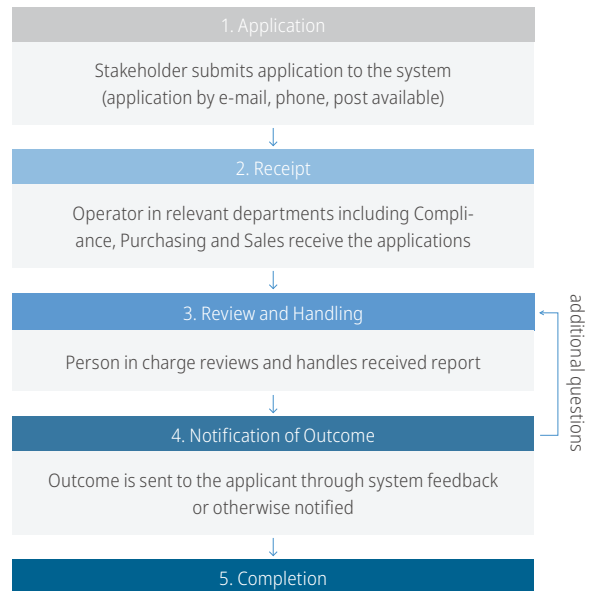 1. Application
Stakeholder submits application to the system
(application by e-mail, phone, post available)
2. Receipt
Operator in relevant departments including Compli-
ance, Purchasing and Sales receive the applications
3. Review and Handling
Person in charge reviews and handles received report
additional questions
4. Notification of Outcome
Outcome is sent to the applicant through system feedback
or otherwise notified
5. Completion